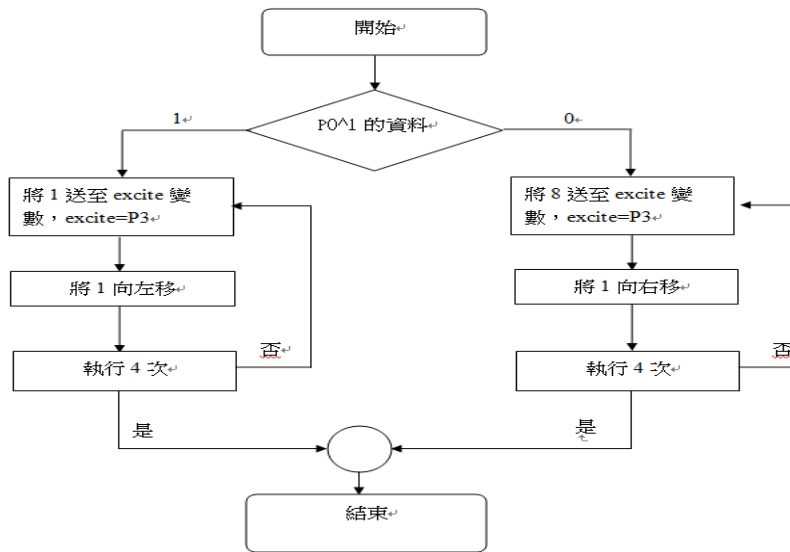 開始
P0^1 的資料
1
0
將 1 送至 excite 變
數，excite=P3
將 8 送至 excite 變
數，excite=P3
將 1 向左移
將 1 向右移
執行 4 次
否
執行 4 次
否
是
是
結束